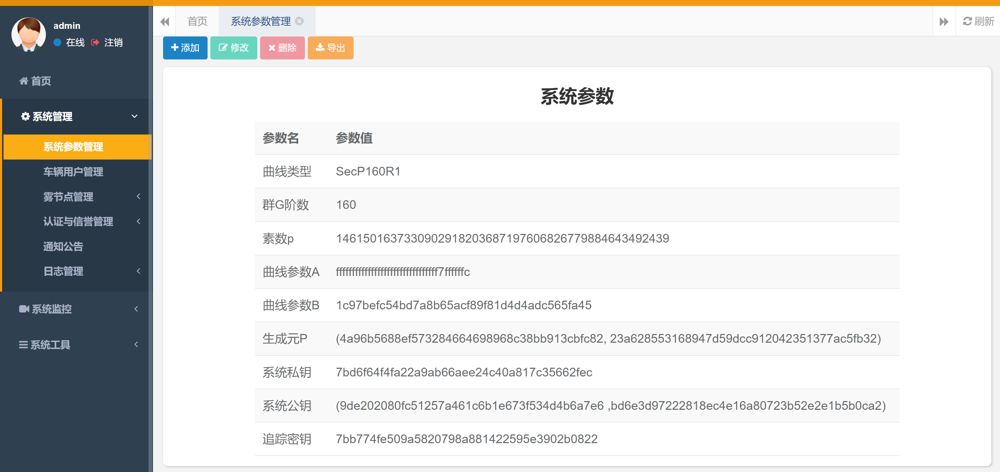 admin
在线 注销
首页
系统管理
系统参数管理
车辆用户管理
雾节点管理
认证与信誉管理
通知公告
日志管理
系统监控
系统工具
首页 系统参数管理 刷新
添加 修改 删除 导出
系统参数
参数名 参数值
曲线类型 SecP160R1
群G阶数 160
素数p 1461501637330902918203687197606826779884643492439
曲线参数A ffffffffffffffffffffffffffffffff7ffffffc
曲线参数B 1c97befc54bd7a8b65acf89f81d4d4adc565fa45
生成元P (4a96b5688ef573284664698968c38bb913cbfc82, 23a628553168947d59dcc912042351377ac5fb32)
系统私钥 7bd6f64f4fa22a9ab66aee24c40a817c35662fec
系统公钥 (9de202080fc51257a461c6b1e673f534d4b6a7e6 ,bd6e3d97222818ec4e16a80723b52e2e1b5b0ca2)
追踪密钥 7bb774fe509a5820798a881422595e3902b0822